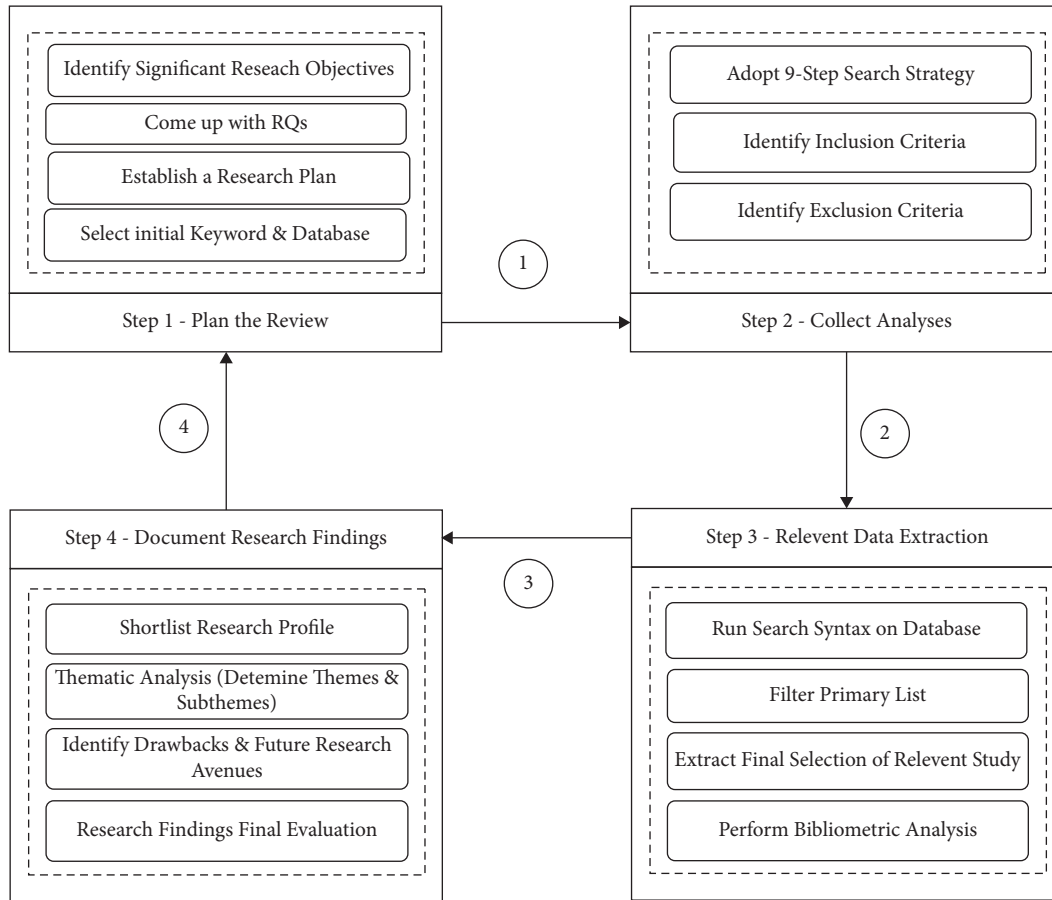 Identify Significant Reseach Objectives
Come up with RQs
Establish a Research Plan
Select initial Keyword & Database
Step 1 - Plan the Review
1
Adopt 9-Step Search Strategy
Identify Inclusion Criteria
Identify Exclusion Criteria
Step 2 - Collect Analyses
2
Step 3 - Relevent Data Extraction
Run Search Syntax on Database
Filter Primary List
Extract Final Selection of Relevent Study
Perform Bibliometric Analysis
3
Step 4 - Document Research Findings
Shortlist Research Profile
Thematic Analysis (Detemine Themes &
Subthemes)
Identify Drawbacks & Future Research
Avenues
Research Findings Final Evaluation
4